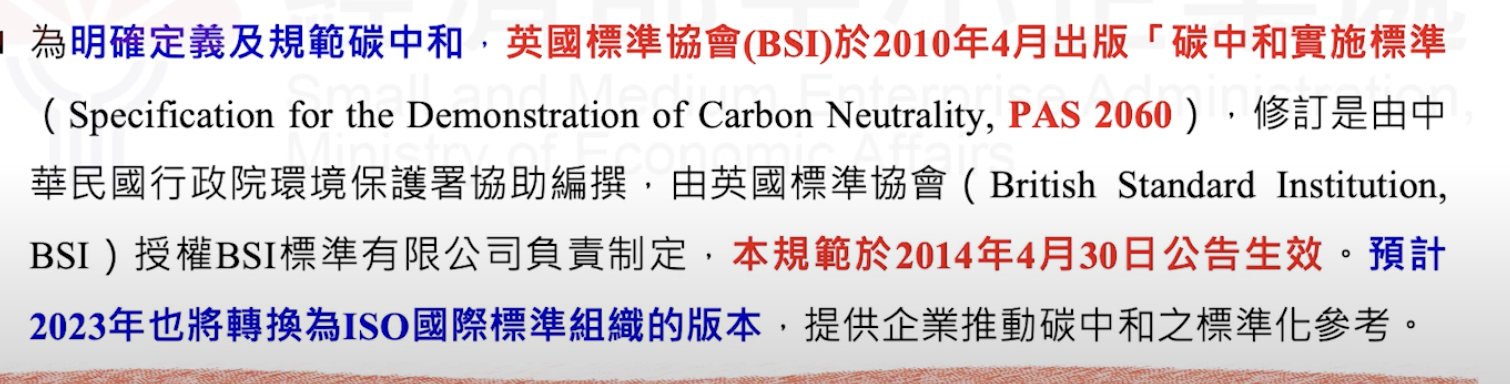 為明確定義及規範碳中和，英國標準協會(BSI)於2010年4月出版「碳中和實施標準
（Specification for the Demonstration of Carbon Neutrality, PAS 2060），修訂是由中
華民國行政院環境保護署協助編撰，由英國標準協會（British Standard Institution,
BSI）授權BSI標準有限公司負責制定，本規範於2014年4月30日公告生效。預計
2023年也將轉換為ISO國際標準組織的版本，提供企業推動碳中和之標準化參考。
Small and Medium Enterprise Administration,
Ministry of Economic Affairs